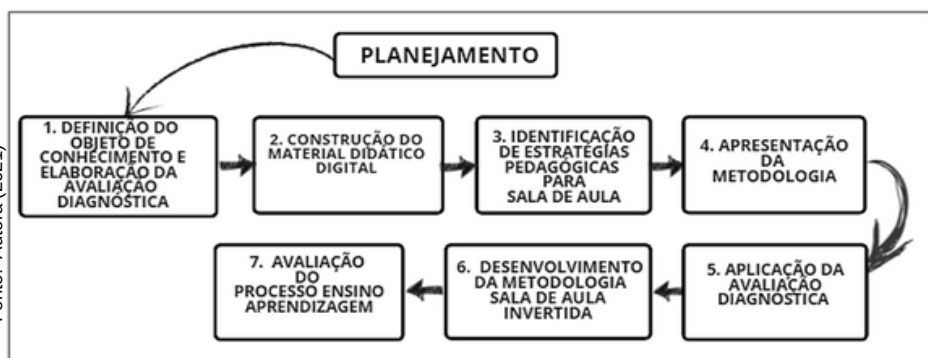 PLANEJAMENTO
1. DEFINIÇÃO DO
OBJETO DE
CONHECIMENTO E
ELABORAÇÃO DA
AVALIAÇÃO
DIAGNÓSTICA
2. CONSTRUÇÃO DO
MATERIAL DIDÁTICO
DIGITAL
3. IDENTIFICAÇÃO
DE ESTRATÉGIAS
PEDAGÓGICAS
PARA
SALA DE AULA
4. APRESENTAÇÃO
DA
METODOLOGIA
5. APLICAÇÃO DA
AVALIAÇÃO
DIAGNÓSTICA
6. DESENVOLVIMENTO
DA METODOLOGIA
SALA DE AULA
INVERTIDA
7. AVALIAÇÃO
DO
PROCESSO ENSINO
APRENDIZAGEM